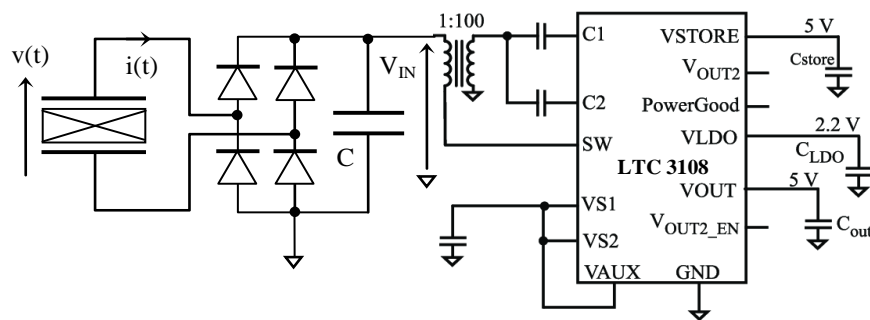 1:100
v(t)
i(t)
V_IN
C
C1
C2
SW
VS1
VS2
VAUX
GND
LTC 3108
VSTORE
V_OUT2
PowerGood
VLDO
VOUT
V_OUT2_EN
5 V
Cstore
2.2 V
C_LDO
5 V
C_out